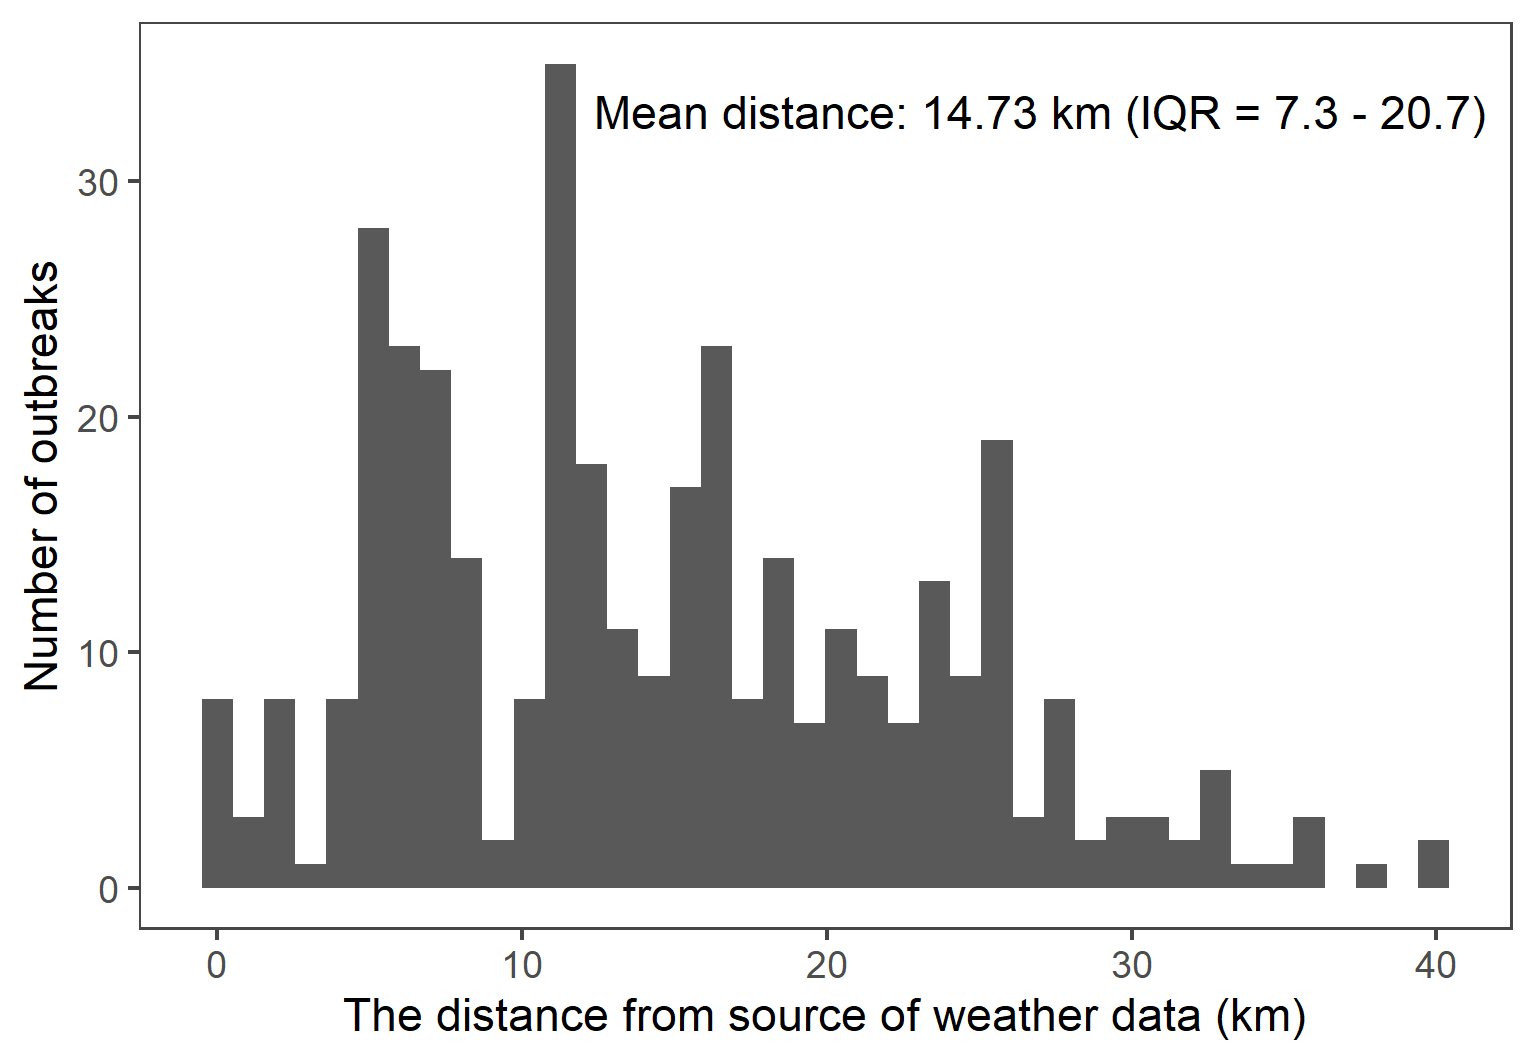 Mean distance: 14.73 km (IQR = 7.3 - 20.7)
Number of outbreaks
30
20
10
0
0 10 20 30 40
The distance from source of weather data (km)